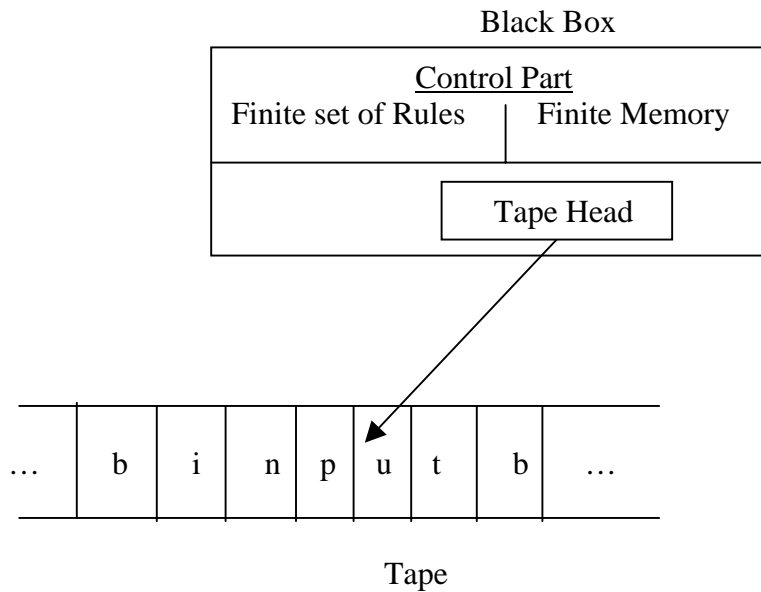 Black Box
Control Part
Finite set of Rules Finite Memory
Tape Head
… b i n p u t b …
Tape